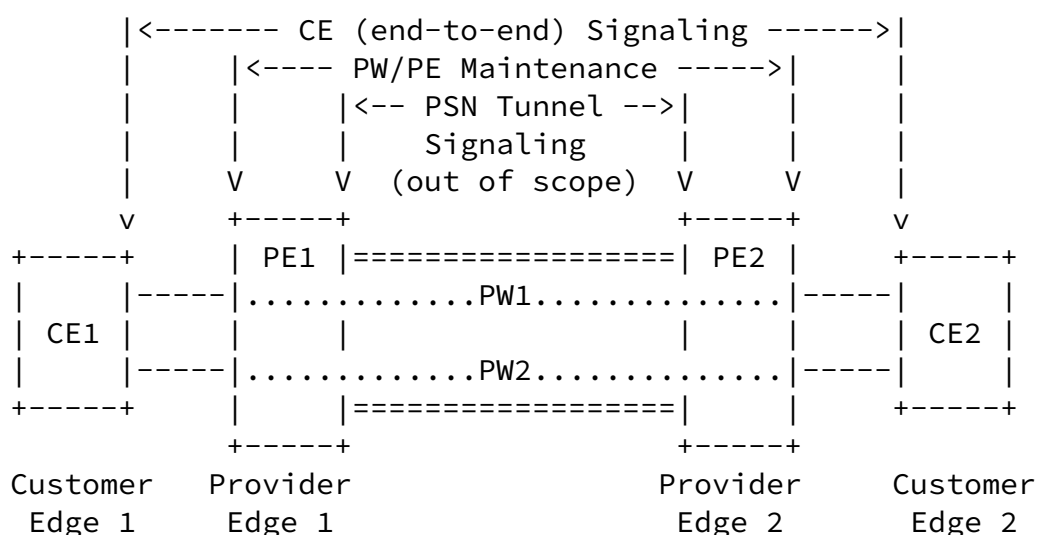 |<------- CE (end-to-end) Signaling ------>|
|     |<---- PW/PE Maintenance ----->|     |
|     |     |<-- PSN Tunnel -->|     |     |
|     |     |    Signaling     |     |     |
|     V     V  (out of scope)  V     V     |
v     +-----+                  +-----+     v
+-----+     | PE1 |==================| PE2 |     +-----+
|     |-----|.............PW1..............|-----|     |
| CE1 |     |     |                  |     |     | CE2 |
|     |-----|.............PW2..............|-----|     |
+-----+     |     |==================|     |     +-----+
+-----+                  +-----+
Customer   Provider                 Provider     Customer
Edge 1     Edge 1                   Edge 2       Edge 2